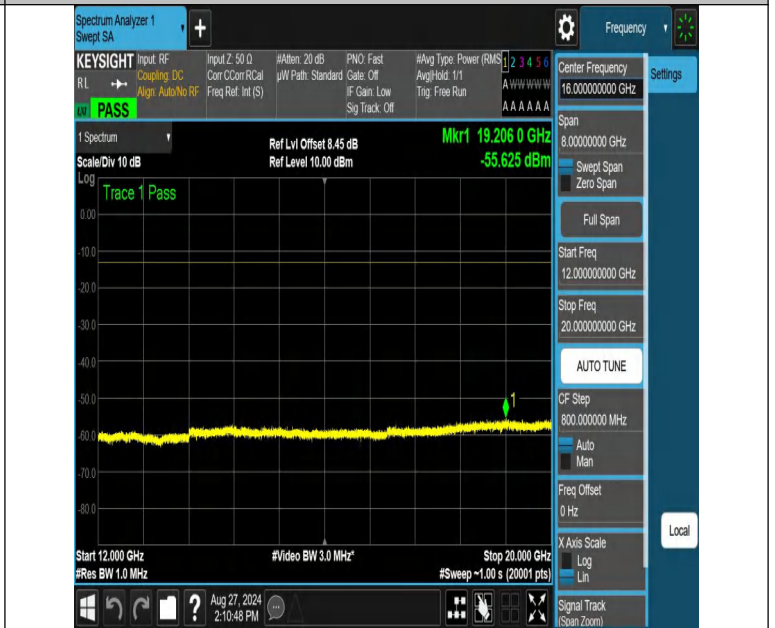 Spectrum Analyzer 1
Swept SA
+
Frequency
KEYSIGHT
RL
PASS
Input: RF
Coupling: DC
Align: Auto/No RF
Input Z: 50 Ω
Corr CCorr RCal
Freq Ref: Int (S)
#Atten: 20 dB
µW Path: Standard
PNO: Fast
Gate: Off
IF Gain: Low
Sig Track: Off
#Avg Type: Power (RMS
Avg|Hold: 1/1
Trig: Free Run
1 2 3 4 5 6
A W W W W W
A A A A A A
1 Spectrum
Scale/Div 10 dB
Log
Ref Lvl Offset 8.45 dB
Ref Level 10.00 dBm
Mkr1 19.206 0 GHz
-55.625 dBm
Trace 1 Pass
0.00
-10.0
-20.0
-30.0
-40.0
-50.0
-60.0
-70.0
-80.0
1
Start 12.000 GHz
#Res BW 1.0 MHz
#Video BW 3.0 MHz*
Stop 20.000 GHz
#Sweep ~1.00 s (20001 pts)
Aug 27, 2024
2:10:48 PM
?
Center Frequency
16.000000000 GHz
Settings
Span
8.00000000 GHz
Swept Span
Zero Span
Full Span
Start Freq
12.000000000 GHz
Stop Freq
20.000000000 GHz
AUTO TUNE
CF Step
800.000000 MHz
Auto
Man
Freq Offset
0 Hz
X Axis Scale
Log
Lin
Local
Signal Track
(Span Zoom)